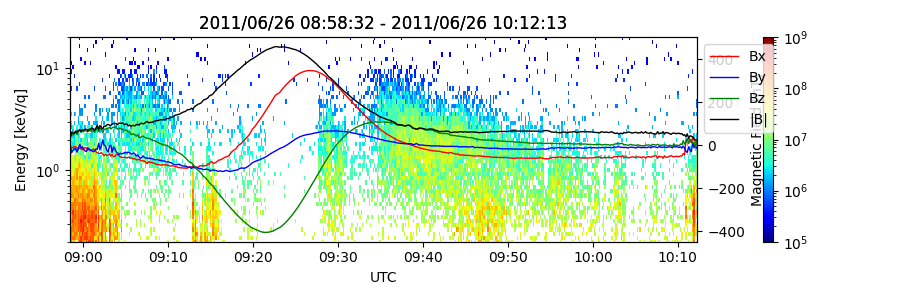 2011/06/26 08:58:32 - 2011/06/26 10:12:13
Energy [keV/q]
10¹
10⁰
09:00 09:10 09:20 09:30 09:40 09:50 10:00 10:10
UTC
400
200
0
−200
−400
Bx
By
Bz
|B|
Magnetic
10⁹
10⁸
10⁷
10⁶
10⁵